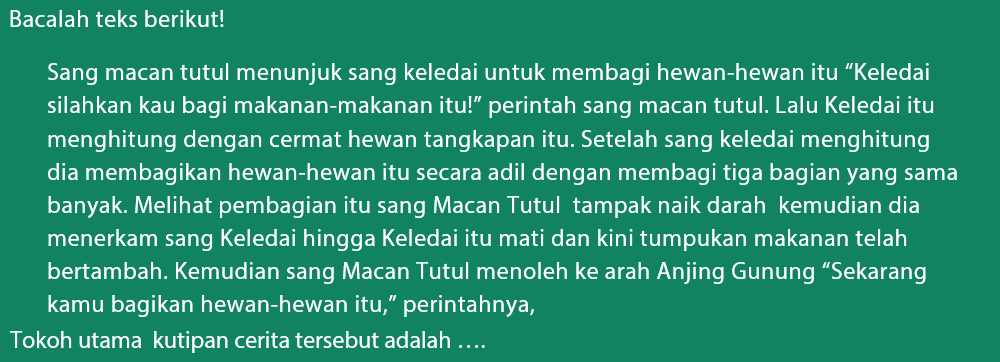 Bacalah teks berikut!
Sang macan tutul menunjuk sang keledai untuk membagi hewan-hewan itu “Keledai
silahkan kau bagi makanan-makanan itu!” perintah sang macan tutul. Lalu Keledai itu
menghitung dengan cermat hewan tangkapan itu. Setelah sang keledai menghitung
dia membagikan hewan-hewan itu secara adil dengan membagi tiga bagian yang sama
banyak. Melihat pembagian itu sang Macan Tutul  tampak naik darah  kemudian dia
menerkam sang Keledai hingga Keledai itu mati dan kini tumpukan makanan telah
bertambah. Kemudian sang Macan Tutul menoleh ke arah Anjing Gunung “Sekarang
kamu bagikan hewan-hewan itu,” perintahnya,
Tokoh utama  kutipan cerita tersebut adalah ….